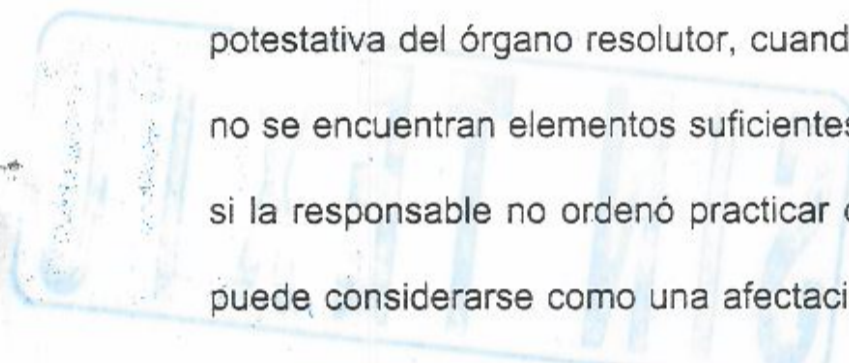 potestativa del órgano resolutor, cuand
no se encuentran elementos suficientes
si la responsable no ordenó practicar
puede considerarse como una afectaci